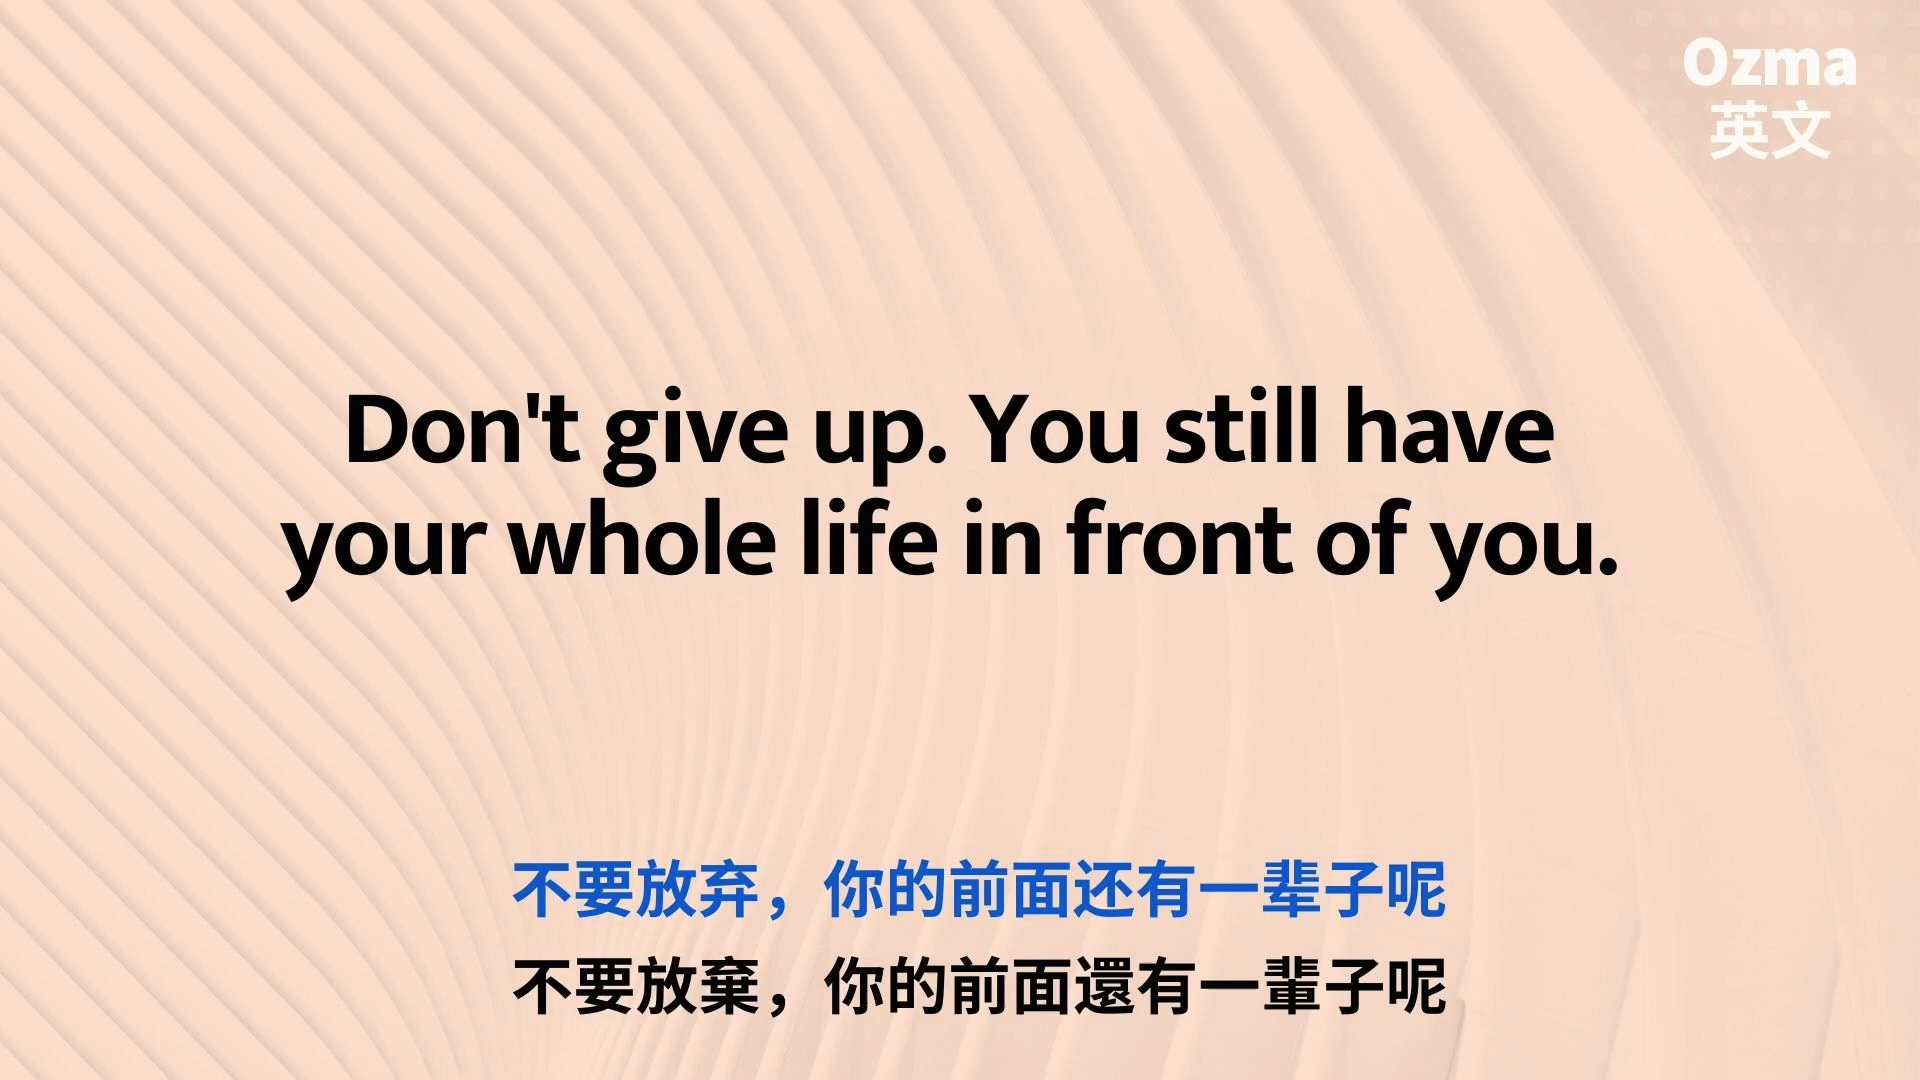 Ozma
英文
Don't give up. You still have
your whole life in front of you.
不要放弃，你的前面还有一辈子呢
不要放棄，你的前面還有一輩子呢